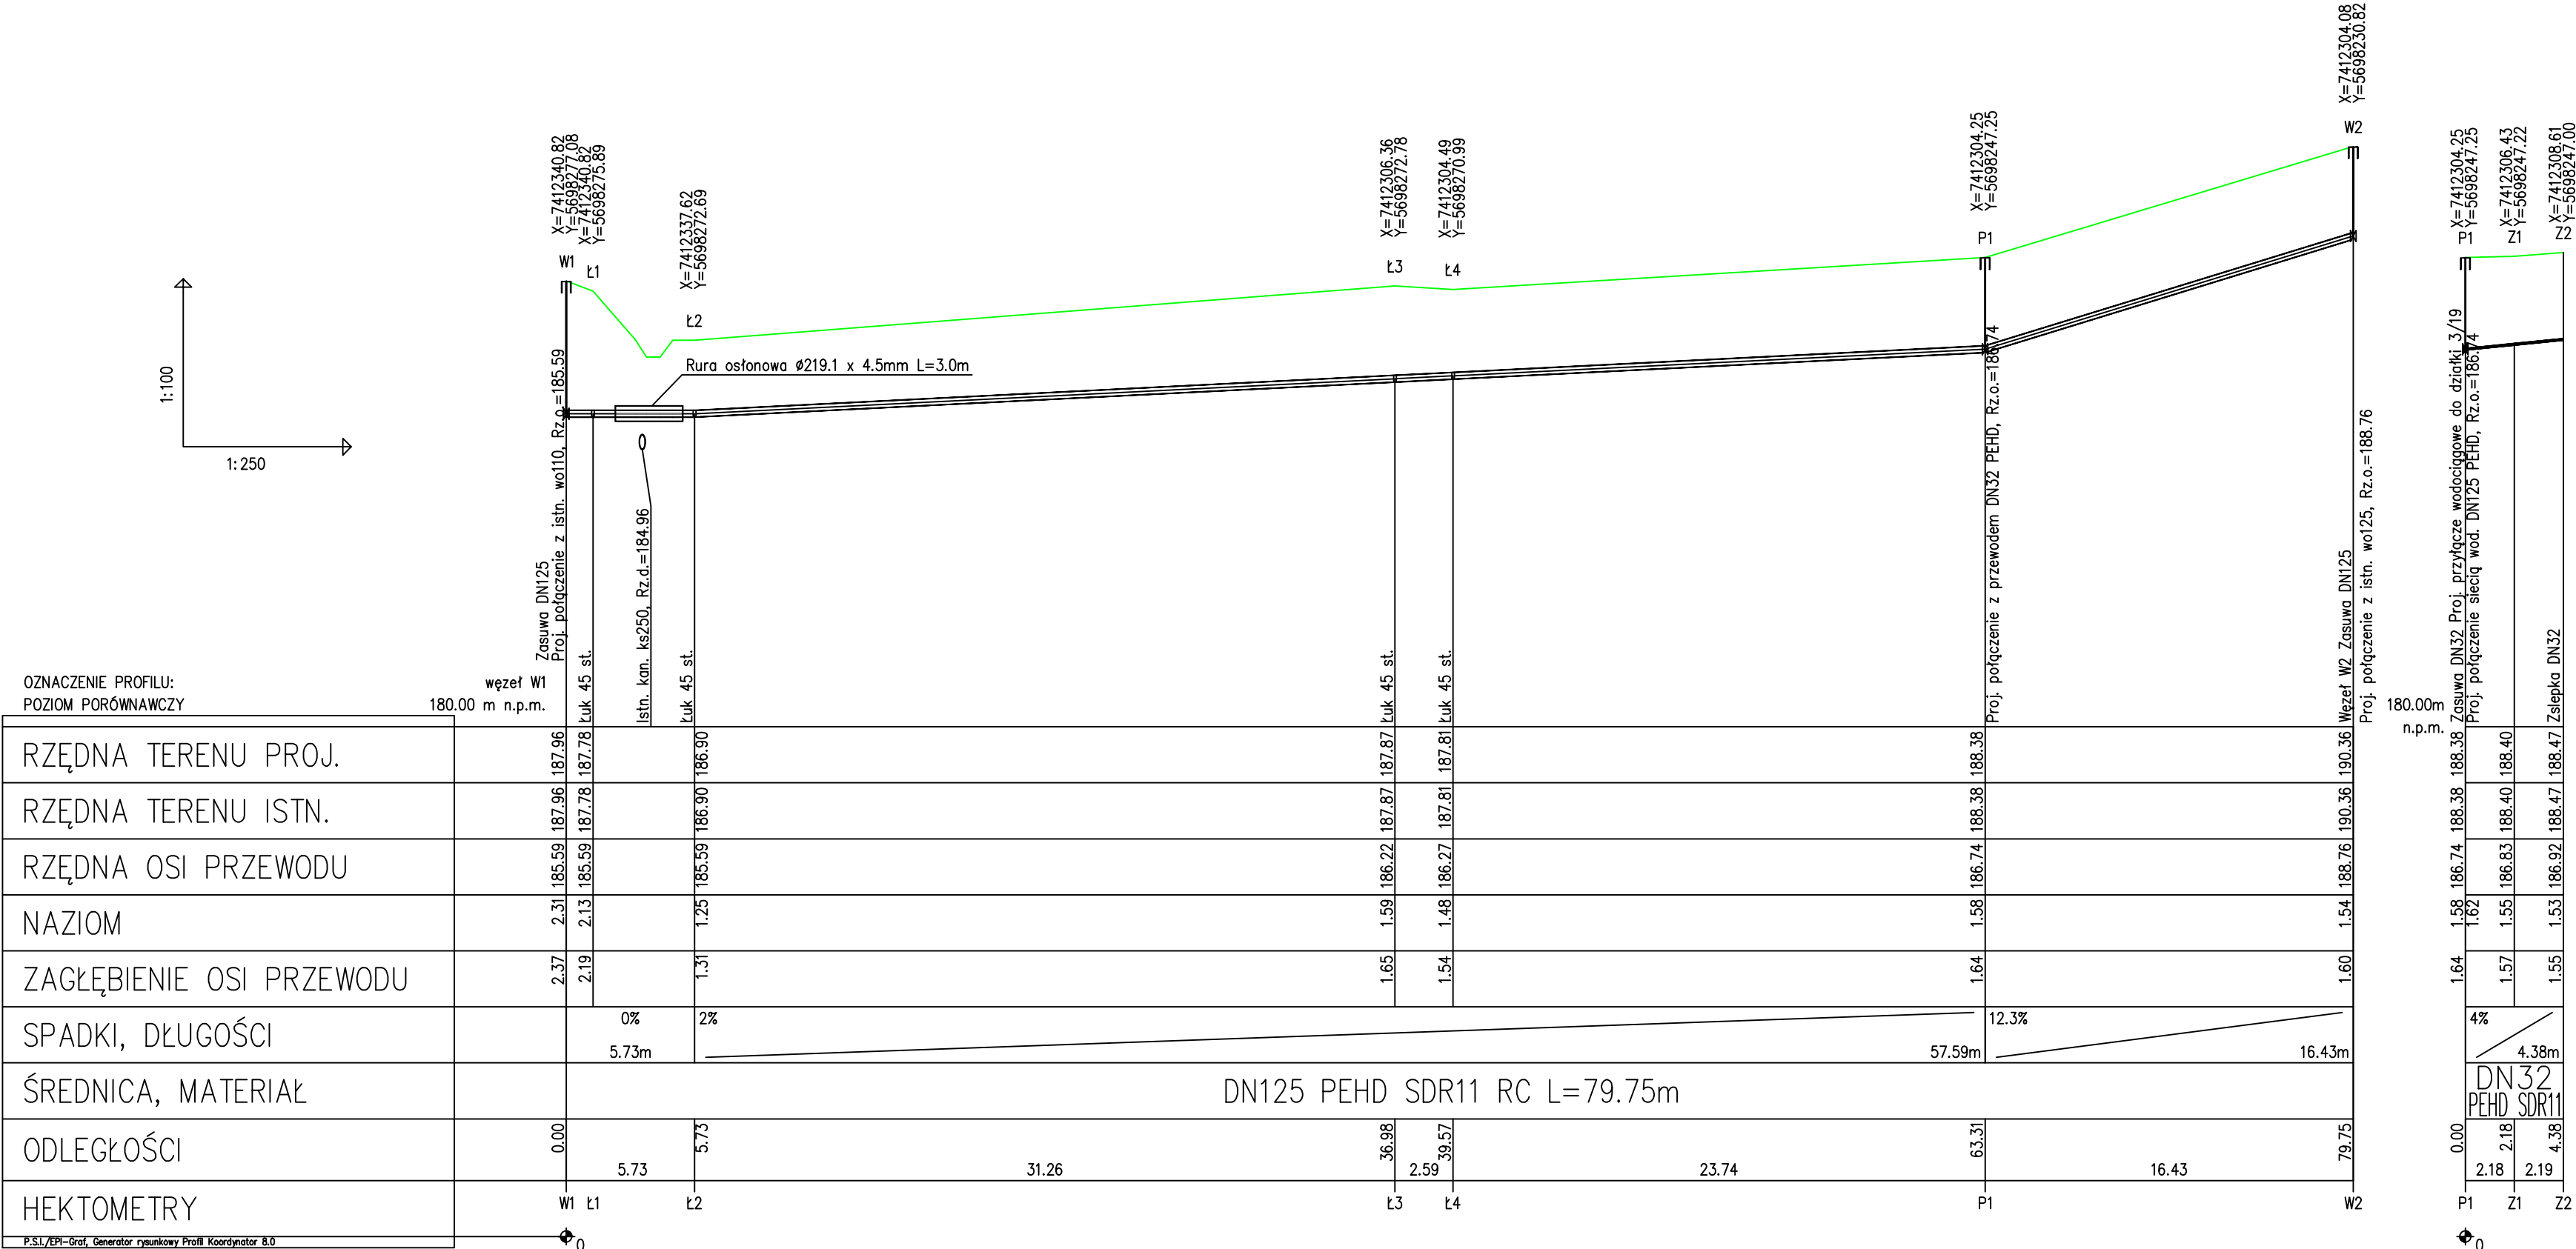 X=7412340.82
Y=5698277.08
X=7412340.82
Y=5698275.89
X=7412337.62
Y=5698272.69
X=7412306.36
Y=5698272.78
X=7412304.49
Y=5698270.99
X=7412304.25
Y=5698247.25
X=7412304.08
Y=5698230.82
X=7412304.25
Y=5698247.25
X=7412306.43
Y=5698247.22
X=7412308.61
Y=5698247.00
W1
Ł1
Ł2
Ł3
Ł4
P1
W2
P1
Z1
Z2
1:100
1:250
Rura osłonowa ø219.1 x 4.5mm L=3.0m
Zasuwa DN125
Proj. połączenie z istn. wo110, Rz.o.=185.59
Łuk 45 st.
Istn. kan. ks250, Rz.d.=184.96
Łuk 45 st.
Łuk 45 st.
Łuk 45 st.
Proj. połączenie z przewodem DN32 PEHD, Rz.o.=186.74
Węzeł W2 Zasuwa DN125
Proj. połączenie z istn. wo125, Rz.o.=188.76
Zasuwa DN32 Proj. przyłącze wodociągowe do działki 3/19
Proj. połączenie siecią wod. DN125 PEHD, Rz.o.=186.74
Zslepka DN32
OZNACZENIE PROFILU: węzeł W1
POZIOM PORÓWNAWCZY 180.00 m n.p.m.
180.00m
n.p.m.
RZĘDNA TERENU PROJ. 187.96 187.78 186.90 187.87 187.81 188.38 190.36 188.38 188.40 188.47
RZĘDNA TERENU ISTN. 187.96 187.78 186.90 187.87 187.81 188.38 190.36 188.38 188.40 188.47
RZĘDNA OSI PRZEWODU 185.59 185.59 185.59 186.22 186.27 186.74 188.76 186.74 186.83 186.92
NAZIOM 2.31 2.13 1.25 1.59 1.48 1.58 1.54 1.58 1.62 1.55 1.53
ZAGŁĘBIENIE OSI PRZEWODU 2.37 2.19 1.31 1.65 1.54 1.64 1.60 1.64 1.57 1.55
SPADKI, DŁUGOŚCI
0% 2% 12.3% 4%
5.73m 57.59m 16.43m 4.38m
ŚREDNICA, MATERIAŁ DN125 PEHD SDR11 RC L=79.75m
DN32
PEHD SDR11
ODLEGŁOŚCI
0.00 5.73 36.98 39.57 63.31 79.75 0.00 2.18 4.38
5.73 31.26 2.59 23.74 16.43 2.18 2.19
HEKTOMETRY W1 Ł1 Ł2 Ł3 Ł4 P1 W2 P1 Z1 Z2
P.S.I./EPI-Graf, Generator rysunkowy Profil Koordynator 8.0
0 0